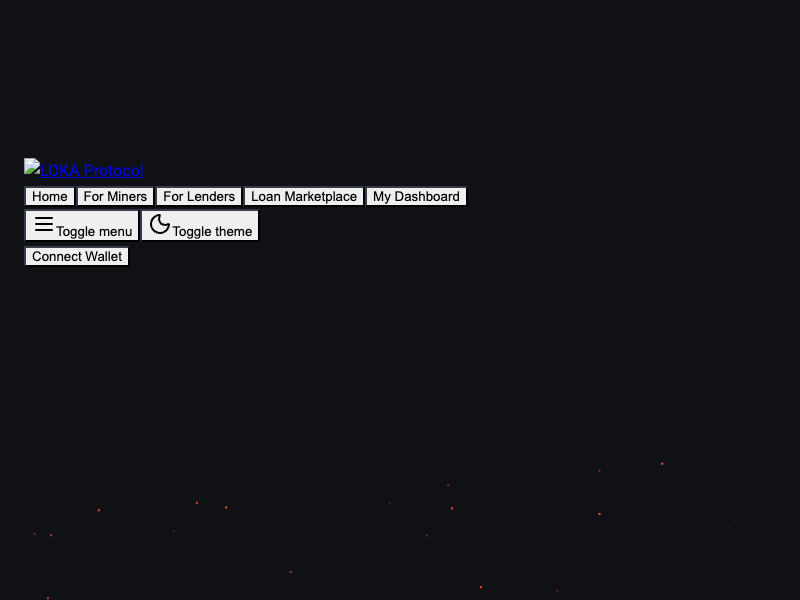 LOKA Protocol
Home For Miners For Lenders Loan Marketplace My Dashboard
Toggle menu Toggle theme
Connect Wallet